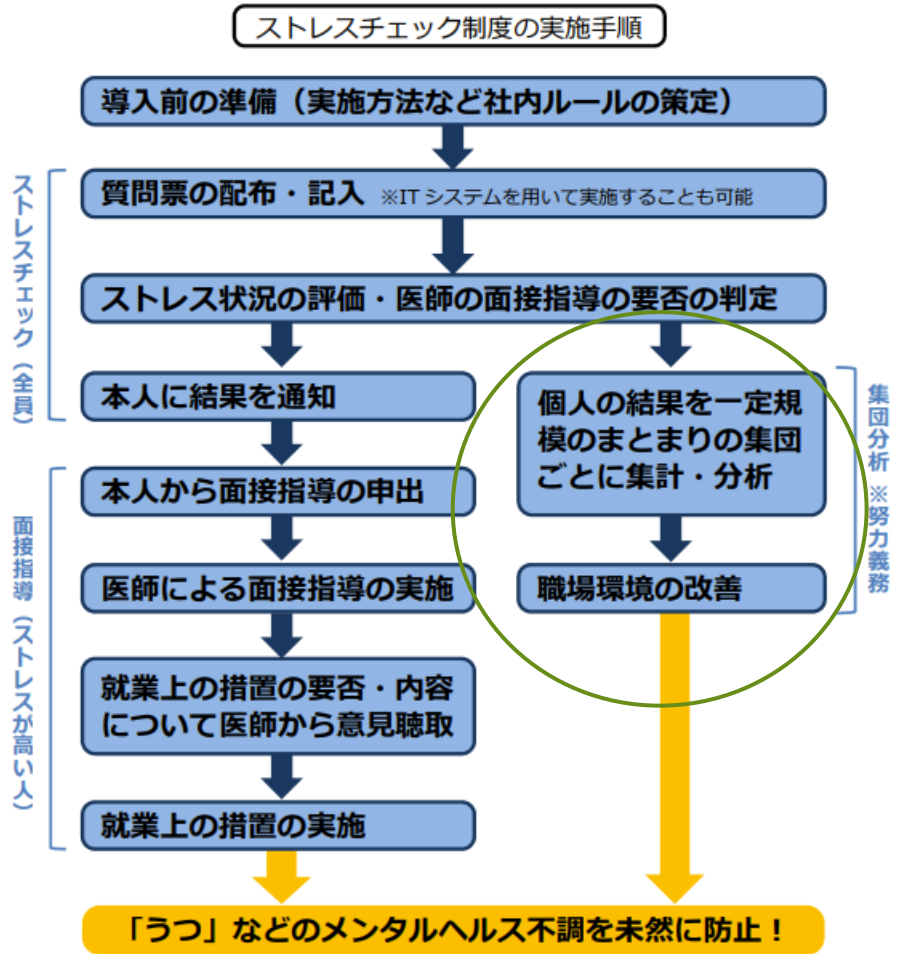 ストレスチェック制度の実施手順
導入前の準備（実施方法など社内ルールの策定）
ストレスチェック（全員）
質問票の配布・記入 ※IT システムを用いて実施することも可能
ストレス状況の評価・医師の面接指導の要否の判定
本人に結果を通知
面接指導（ストレスが高い人）
本人から面接指導の申出
医師による面接指導の実施
就業上の措置の要否・内容
について医師から意見聴取
就業上の措置の実施
個人の結果を一定規
模のまとまりの集団
ごとに集計・分析
職場環境の改善
集団分析 ※努力義務
「うつ」などのメンタルヘルス不調を未然に防止！